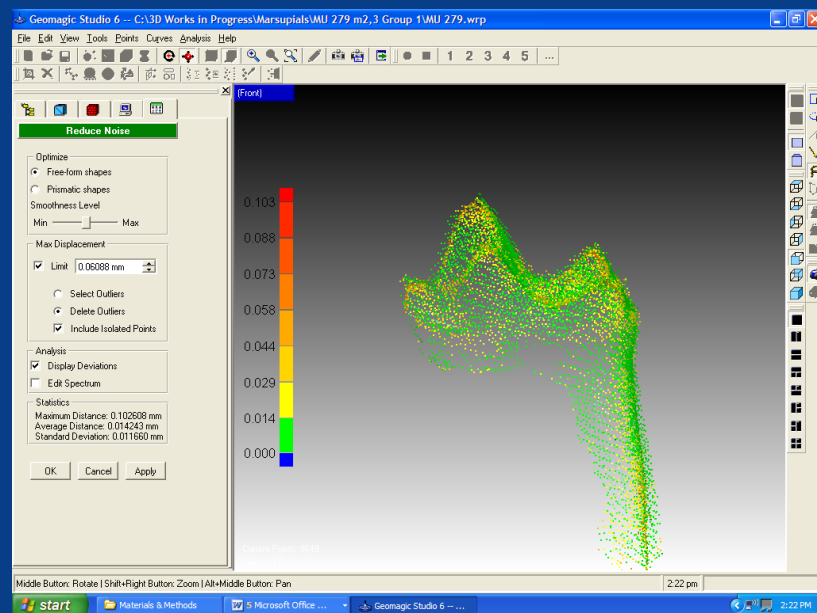 Geomagic Studio 6 -- C:\3D Works in Progress\Marsupials\MU 279 m2,3 Group 1\MU 279.wrp
File Edit View Tools Points Curves Analysis Help
1 2 3 4 5 ...
(Front)
Reduce Noise
Optimize
Free-form shapes
Prismatic shapes
Smoothness Level
Min Max
Max Displacement
Limit 0.06088 mm
Select Outliers
Delete Outliers
Include Isolated Points
Analysis
Display Deviations
Edit Spectrum
Statistics
Maximum Distance: 0.102608 mm
Average Distance: 0.014243 mm
Standard Deviation: 0.011660 mm
OK Cancel Apply
0.103
0.088
0.073
0.058
0.044
0.029
0.014
0.000
Middle Button: Rotate | Shift+Right Button: Zoom | Alt+Middle Button: Pan
2:22 pm
start Materials & Methods 5 Microsoft Office ... Geomagic Studio 6 -- ... 2:22 PM